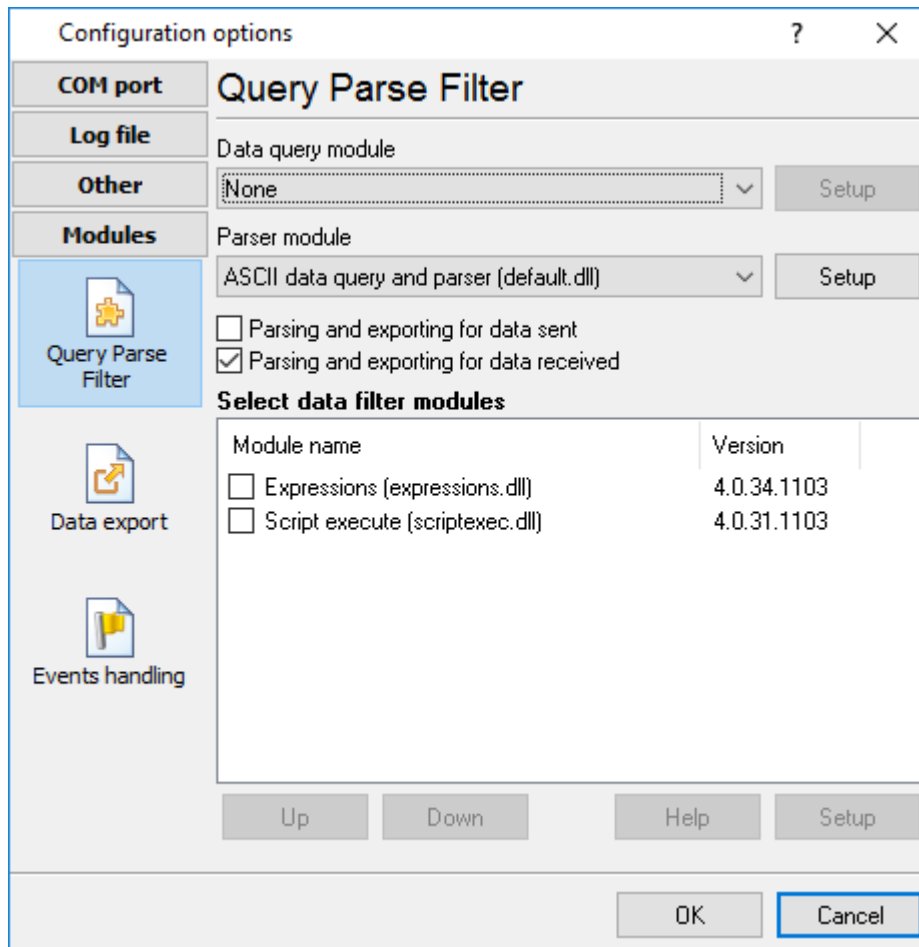 Configuration options
?
COM port
Log file
Other
Modules
Query Parse
Filter
Data export
Events handling
Query Parse Filter
Data query module
None
Setup
Parser module
ASCII data query and parser (default.dll)
Setup
Parsing and exporting for data sent
Parsing and exporting for data received
Select data filter modules
Module name Version
Expressions (expressions.dll) 4.0.34.1103
Script execute (scriptexec.dll) 4.0.31.1103
Up Down Help Setup
OK Cancel